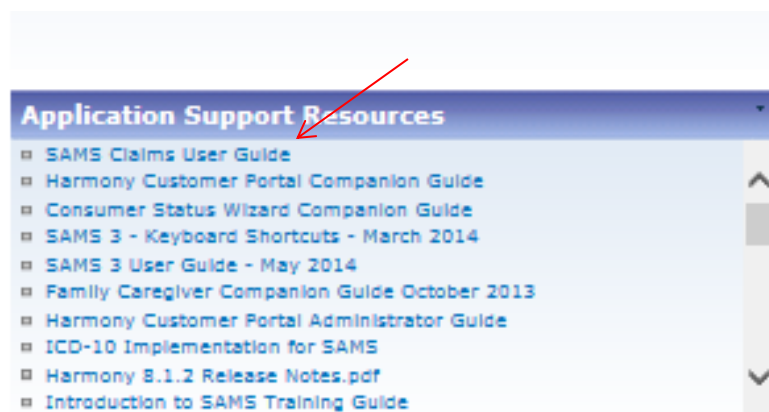 Application Support Resources
SAMS Claims User Guide
Harmony Customer Portal Companion Guide
Consumer Status Wizard Companion Guide
SAMS 3 - Keyboard Shortcuts - March 2014
SAMS 3 User Guide - May 2014
Family Caregiver Companion Guide October 2013
Harmony Customer Portal Administrator Guide
ICD-10 Implementation for SAMS
Harmony 8.1.2 Release Notes.pdf
Introduction to SAMS Training Guide